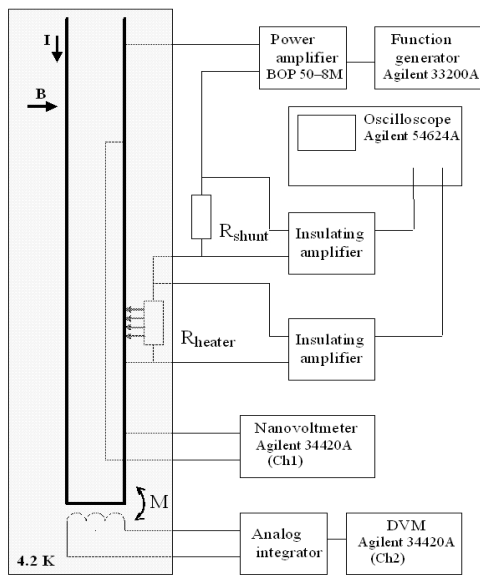 I
B
Power
amplifier
BOP 50–8M
Function
generator
Agilent 33200A
Oscilloscope
Agilent 54624A
Rshunt
Insulating
amplifier
Rheater
Insulating
amplifier
Nanovoltmeter
Agilent 34420A
(Ch1)
M
Analog
integrator
DVM
Agilent 34420A
(Ch2)
4.2 K